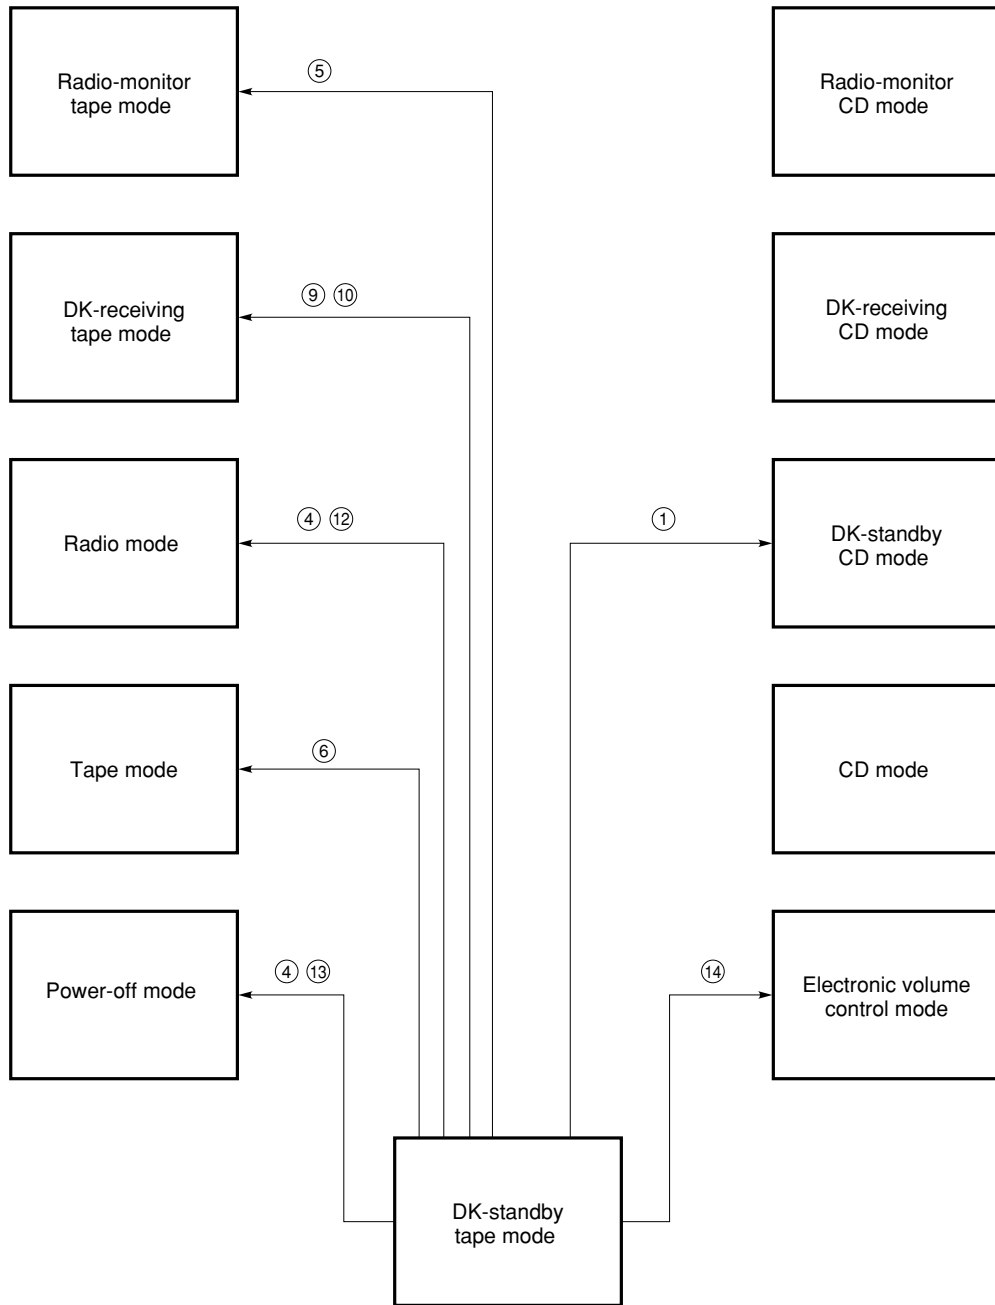 Radio-monitor
tape mode
⑤
Radio-monitor
CD mode
DK-receiving
tape mode
⑨ ⑩
DK-receiving
CD mode
Radio mode
④ ⑫
①
DK-standby
CD mode
Tape mode
⑥
CD mode
Power-off mode
④ ⑬
⑭
Electronic volume
control mode
DK-standby
tape mode